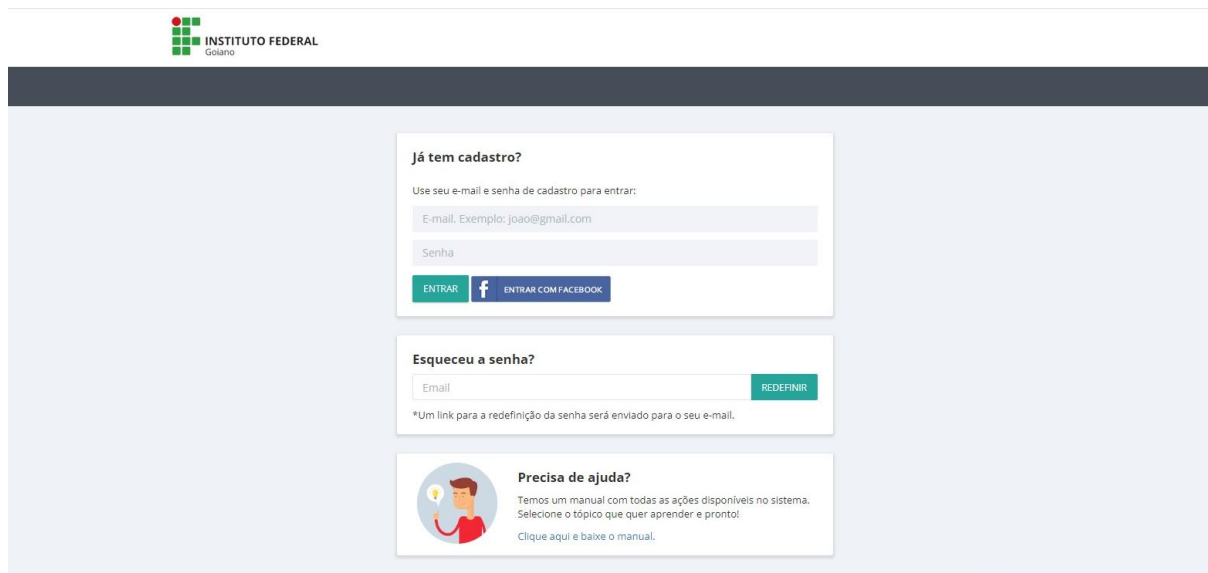 INSTITUTO FEDERAL
Goiano
Já tem cadastro?
Use seu e-mail e senha de cadastro para entrar:
E-mail. Exemplo: joao@gmail.com
Senha
ENTRAR
f ENTRAR COM FACEBOOK
Esqueceu a senha?
Email
REDEFINIR
*Um link para a redefinição da senha será enviado para o seu e-mail.
Precisa de ajuda?
Temos um manual com todas as ações disponíveis no sistema.
Selecione o tópico que quer aprender e pronto!
Clique aqui e baixe o manual.